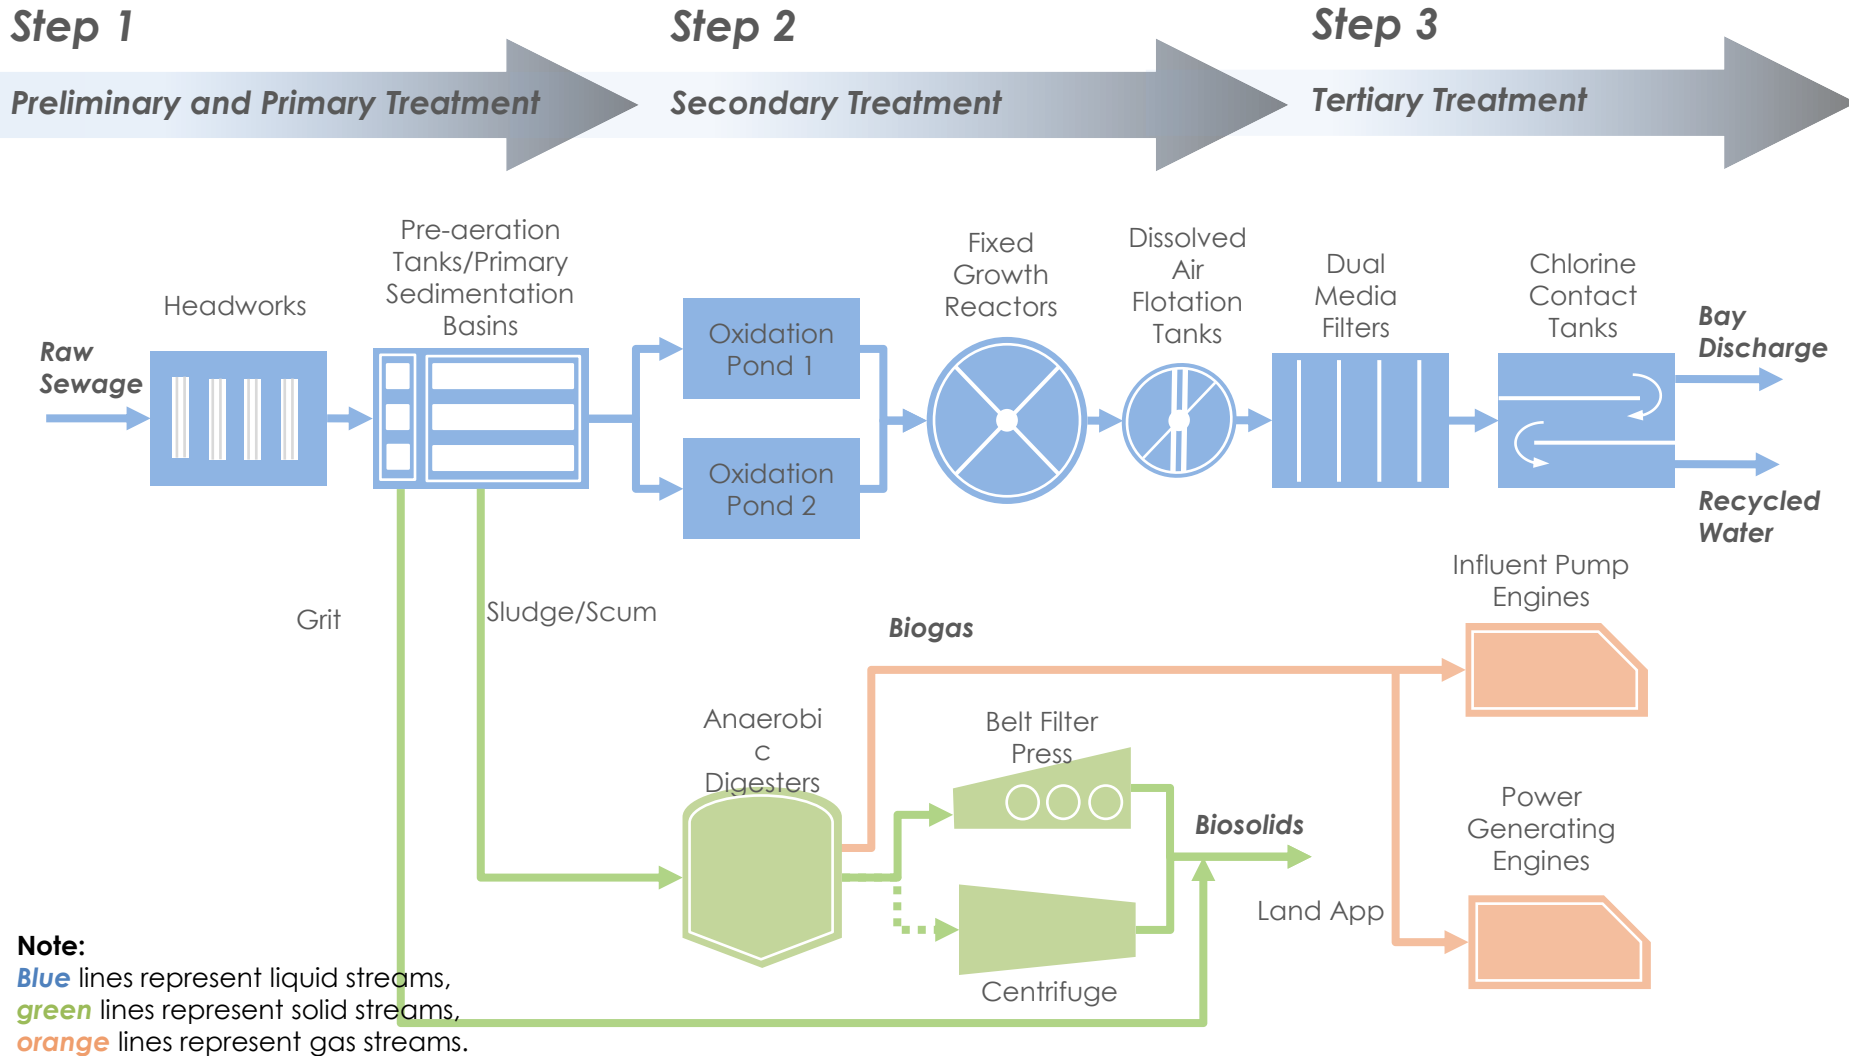 Step 1
Step 2
Step 3
Preliminary and Primary Treatment
Secondary Treatment
Tertiary Treatment
Raw
Sewage
Headworks
Pre-aeration
Tanks/Primary
Sedimentation
Basins
Oxidation
Pond 1
Oxidation
Pond 2
Fixed
Growth
Reactors
Dissolved
Air
Flotation
Tanks
Dual
Media
Filters
Chlorine
Contact
Tanks
Bay
Discharge
Recycled
Water
Grit
Sludge/Scum
Biogas
Influent Pump
Engines
Anaerobi
c
Digesters
Belt Filter
Press
Biosolids
Power
Generating
Engines
Land App
Centrifuge
Note:
Blue lines represent liquid streams,
green lines represent solid streams,
orange lines represent gas streams.